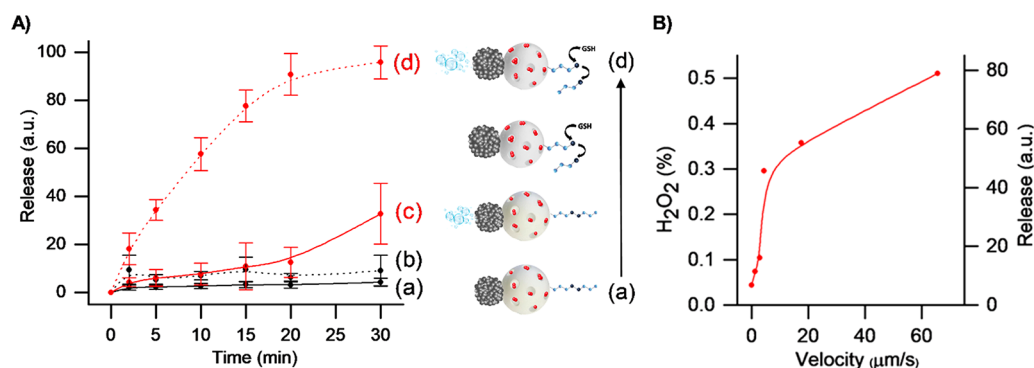 A)
100
80
60
40
20
0
Release (a.u.)
0 5 10 15 20 25 30
Time (min)
(d)
(c)
(b)
(a)
GSH
(d)
GSH
(a)
B)
0.5
0.4
0.3
0.2
0.1
0.0
H₂O₂ (%)
80
60
40
20
0
Release (a.u.)
0 20 40 60
Velocity (μm/s)